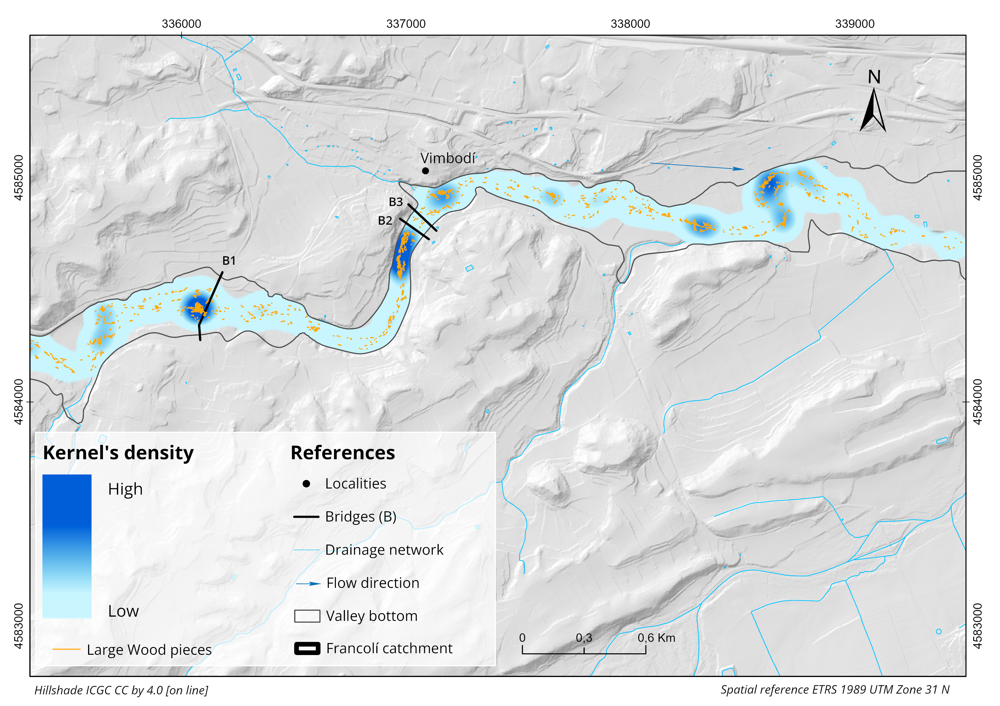 336000
337000
338000
339000
N
4585000
4585000
Vimbodí
B3
B2
B1
4584000
4584000
Kernel's density
High
Low
Large Wood pieces
References
Localities
Bridges (B)
Drainage network
Flow direction
Valley bottom
Francolí catchment
0
0,3
0,6 Km
4583000
4583000
Hillshade ICGC CC by 4.0 [on line]
Spatial reference ETRS 1989 UTM Zone 31 N